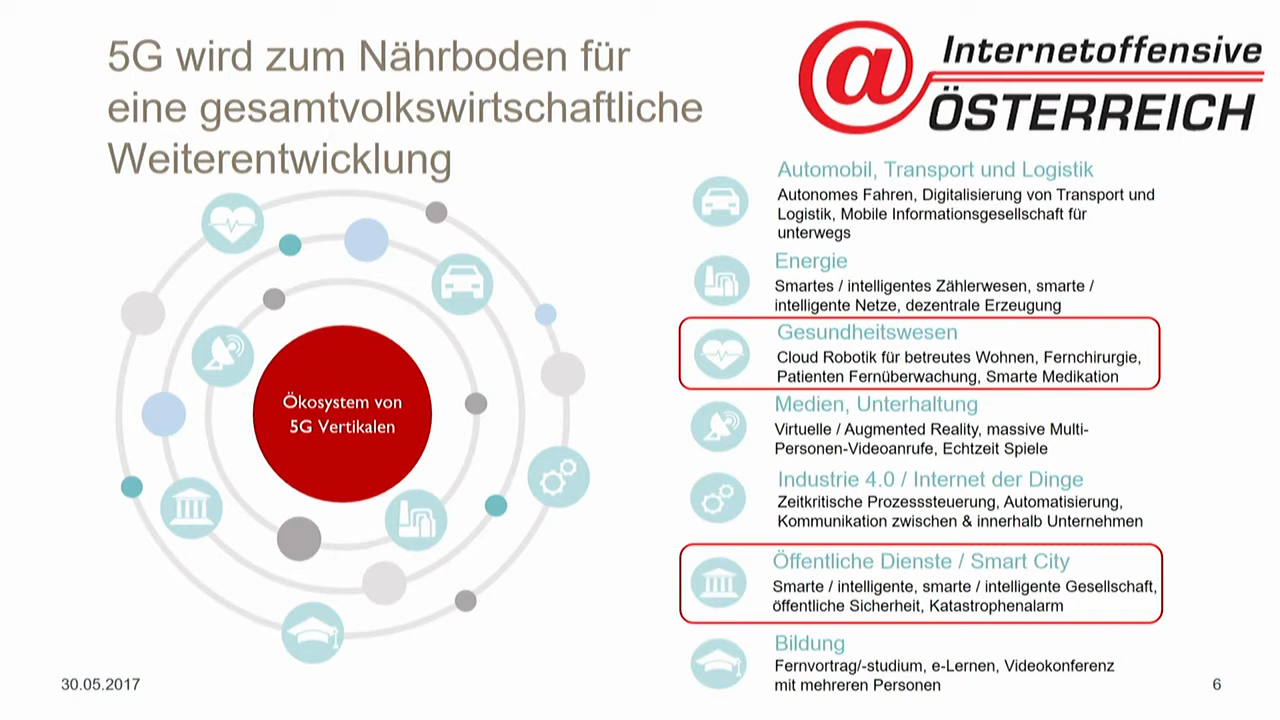 5G wird zum Nährboden für
eine gesamtvolkswirtschaftliche
Weiterentwicklung
@ Internetoffensive
ÖSTERREICH
Ökosystem von
5G Vertikalen
Automobil, Transport und Logistik
Autonomes Fahren, Digitalisierung von Transport und
Logistik, Mobile Informationsgesellschaft für
unterwegs
Energie
Smartes / intelligentes Zählerwesen, smarte /
intelligente Netze, dezentrale Erzeugung
Gesundheitswesen
Cloud Robotik für betreutes Wohnen, Fernchirurgie,
Patienten Fernüberwachung, Smarte Medikation
Medien, Unterhaltung
Virtuelle / Augmented Reality, massive Multi-
Personen-Videoanrufe, Echtzeit Spiele
Industrie 4.0 / Internet der Dinge
Zeitkritische Prozesssteuerung, Automatisierung,
Kommunikation zwischen & innerhalb Unternehmen
Öffentliche Dienste / Smart City
Smarte / intelligente, smarte / intelligente Gesellschaft,
öffentliche Sicherheit, Katastrophenalarm
Bildung
Fernvortrag/-studium, e-Lernen, Videokonferenz
mit mehreren Personen
30.05.2017
6